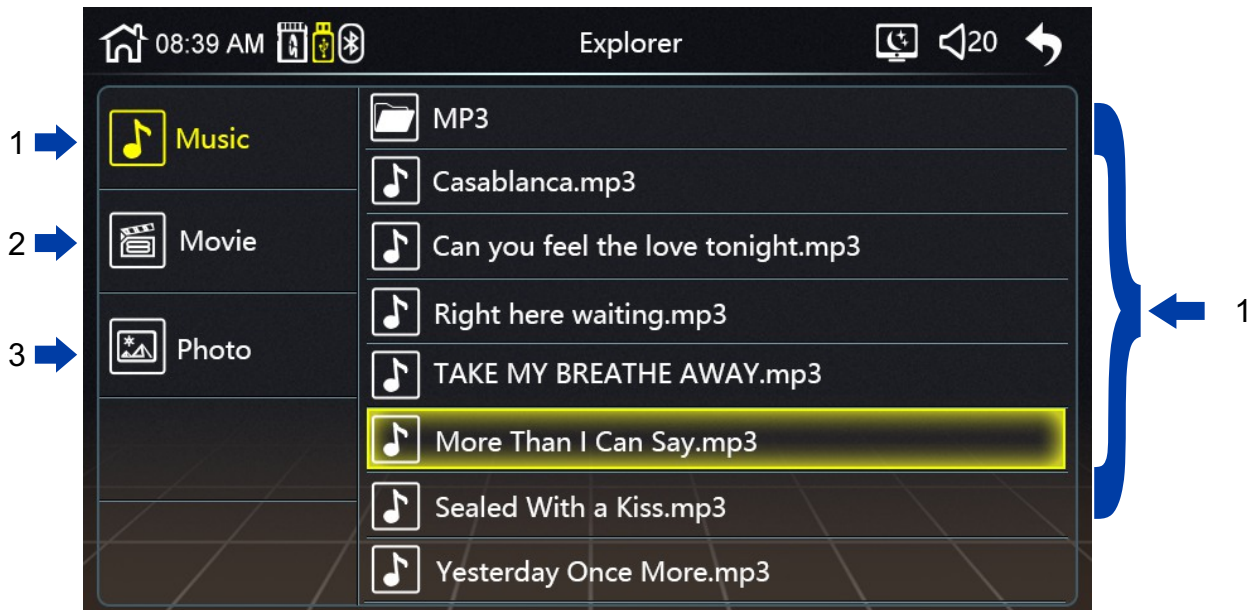 08:39 AM Explorer 20
1 Music
2 Movie
3 Photo
MP3
Casablanca.mp3
Can you feel the love tonight.mp3
Right here waiting.mp3
TAKE MY BREATHE AWAY.mp3
More Than I Can Say.mp3
Sealed With a Kiss.mp3
Yesterday Once More.mp3
1